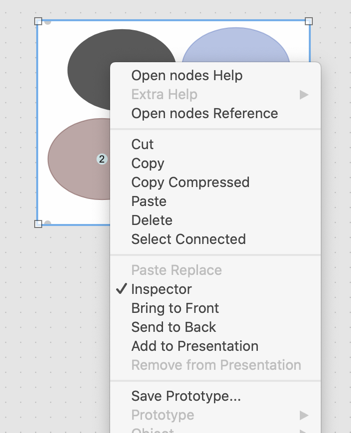 Open nodes Help
Extra Help
Open nodes Reference
Cut
Copy
Copy Compressed
Paste
Delete
Select Connected
Paste Replace
Inspector
Bring to Front
Send to Back
Add to Presentation
Remove from Presentation
Save Prototype...
Prototype
Object
2